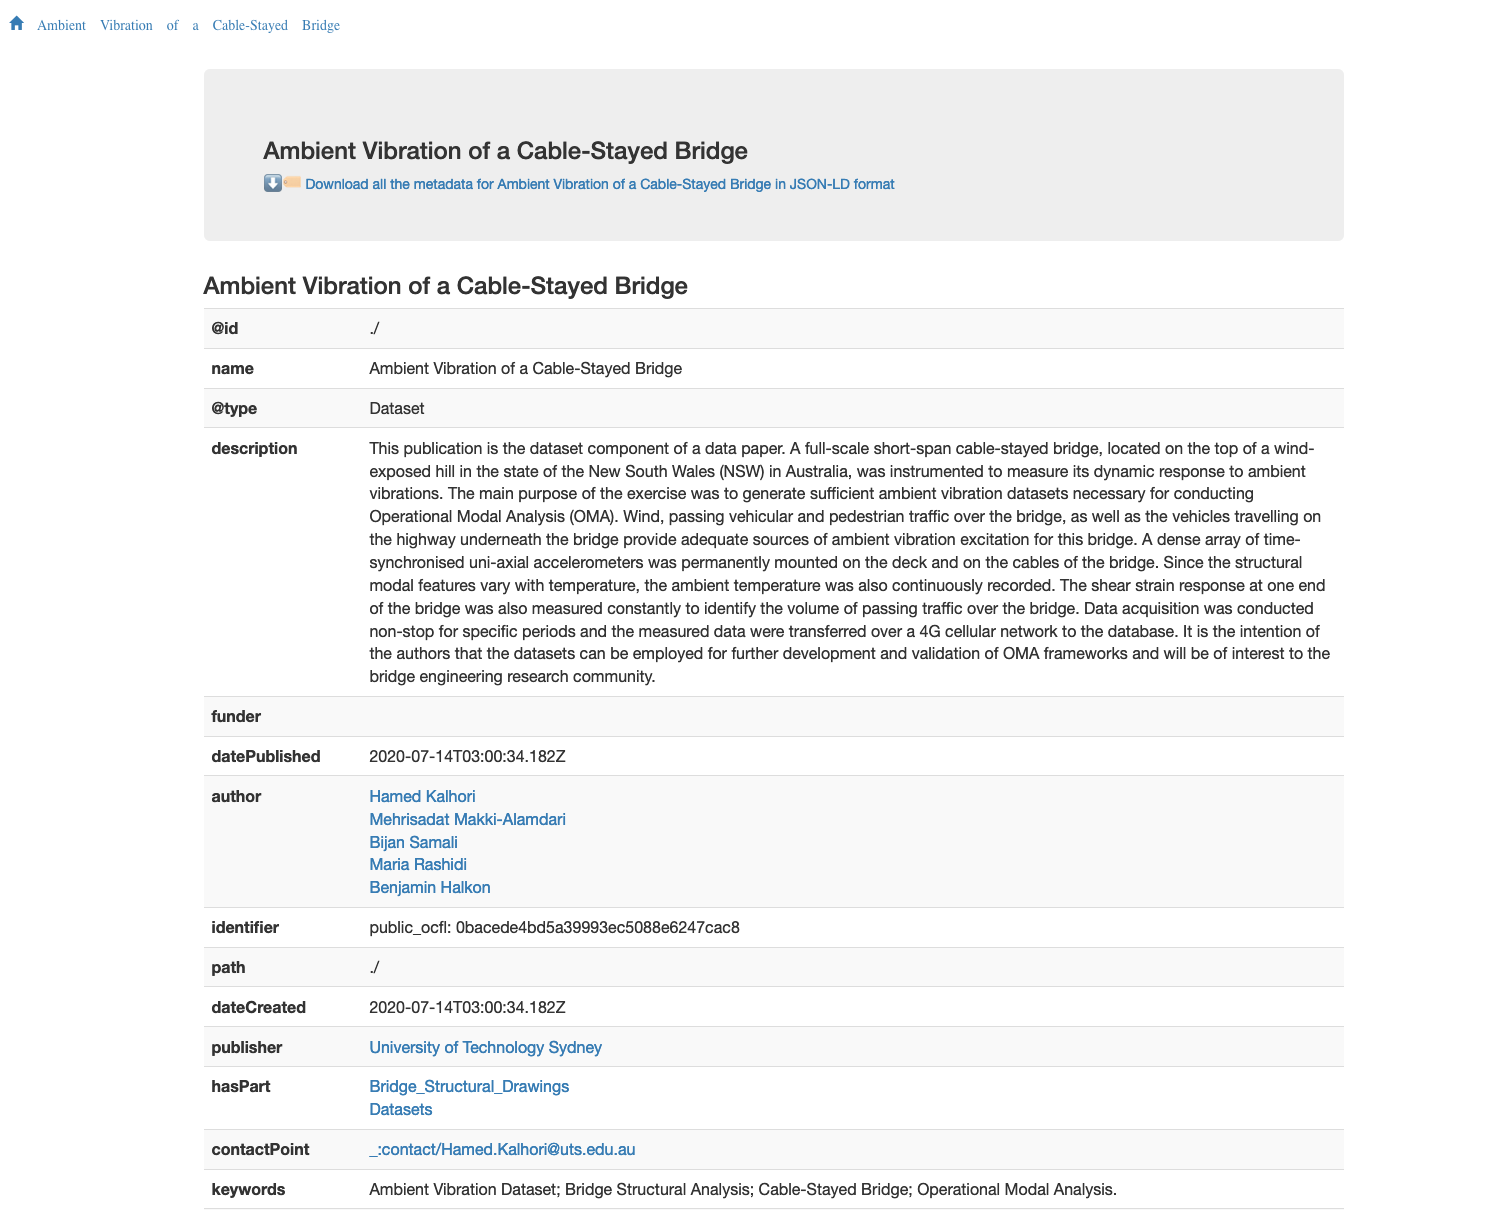 Ambient Vibration of a Cable-Stayed Bridge
Ambient Vibration of a Cable-Stayed Bridge
Download all the metadata for Ambient Vibration of a Cable-Stayed Bridge in JSON-LD format
Ambient Vibration of a Cable-Stayed Bridge
@id ./
name Ambient Vibration of a Cable-Stayed Bridge
@type Dataset
description This publication is the dataset component of a data paper. A full-scale short-span cable-stayed bridge, located on the top of a wind-
exposed hill in the state of the New South Wales (NSW) in Australia, was instrumented to measure its dynamic response to ambient
vibrations. The main purpose of the exercise was to generate sufficient ambient vibration datasets necessary for conducting
Operational Modal Analysis (OMA). Wind, passing vehicular and pedestrian traffic over the bridge, as well as the vehicles travelling on
the highway underneath the bridge provide adequate sources of ambient vibration excitation for this bridge. A dense array of time-
synchronised uni-axial accelerometers was permanently mounted on the deck and on the cables of the bridge. Since the structural
modal features vary with temperature, the ambient temperature was also continuously recorded. The shear strain response at one end
of the bridge was also measured constantly to identify the volume of passing traffic over the bridge. Data acquisition was conducted
non-stop for specific periods and the measured data were transferred over a 4G cellular network to the database. It is the intention of
the authors that the datasets can be employed for further development and validation of OMA frameworks and will be of interest to the
bridge engineering research community.
funder
datePublished 2020-07-14T03:00:34.182Z
author Hamed Kalhori
Mehrisadat Makki-Alamdari
Bijan Samali
Maria Rashidi
Benjamin Halkon
identifier public_ocfl: 0bacede4bd5a39993ec5088e6247cac8
path ./
dateCreated 2020-07-14T03:00:34.182Z
publisher University of Technology Sydney
hasPart Bridge_Structural_Drawings
Datasets
contactPoint _:contact/Hamed.Kalhori@uts.edu.au
keywords Ambient Vibration Dataset; Bridge Structural Analysis; Cable-Stayed Bridge; Operational Modal Analysis.